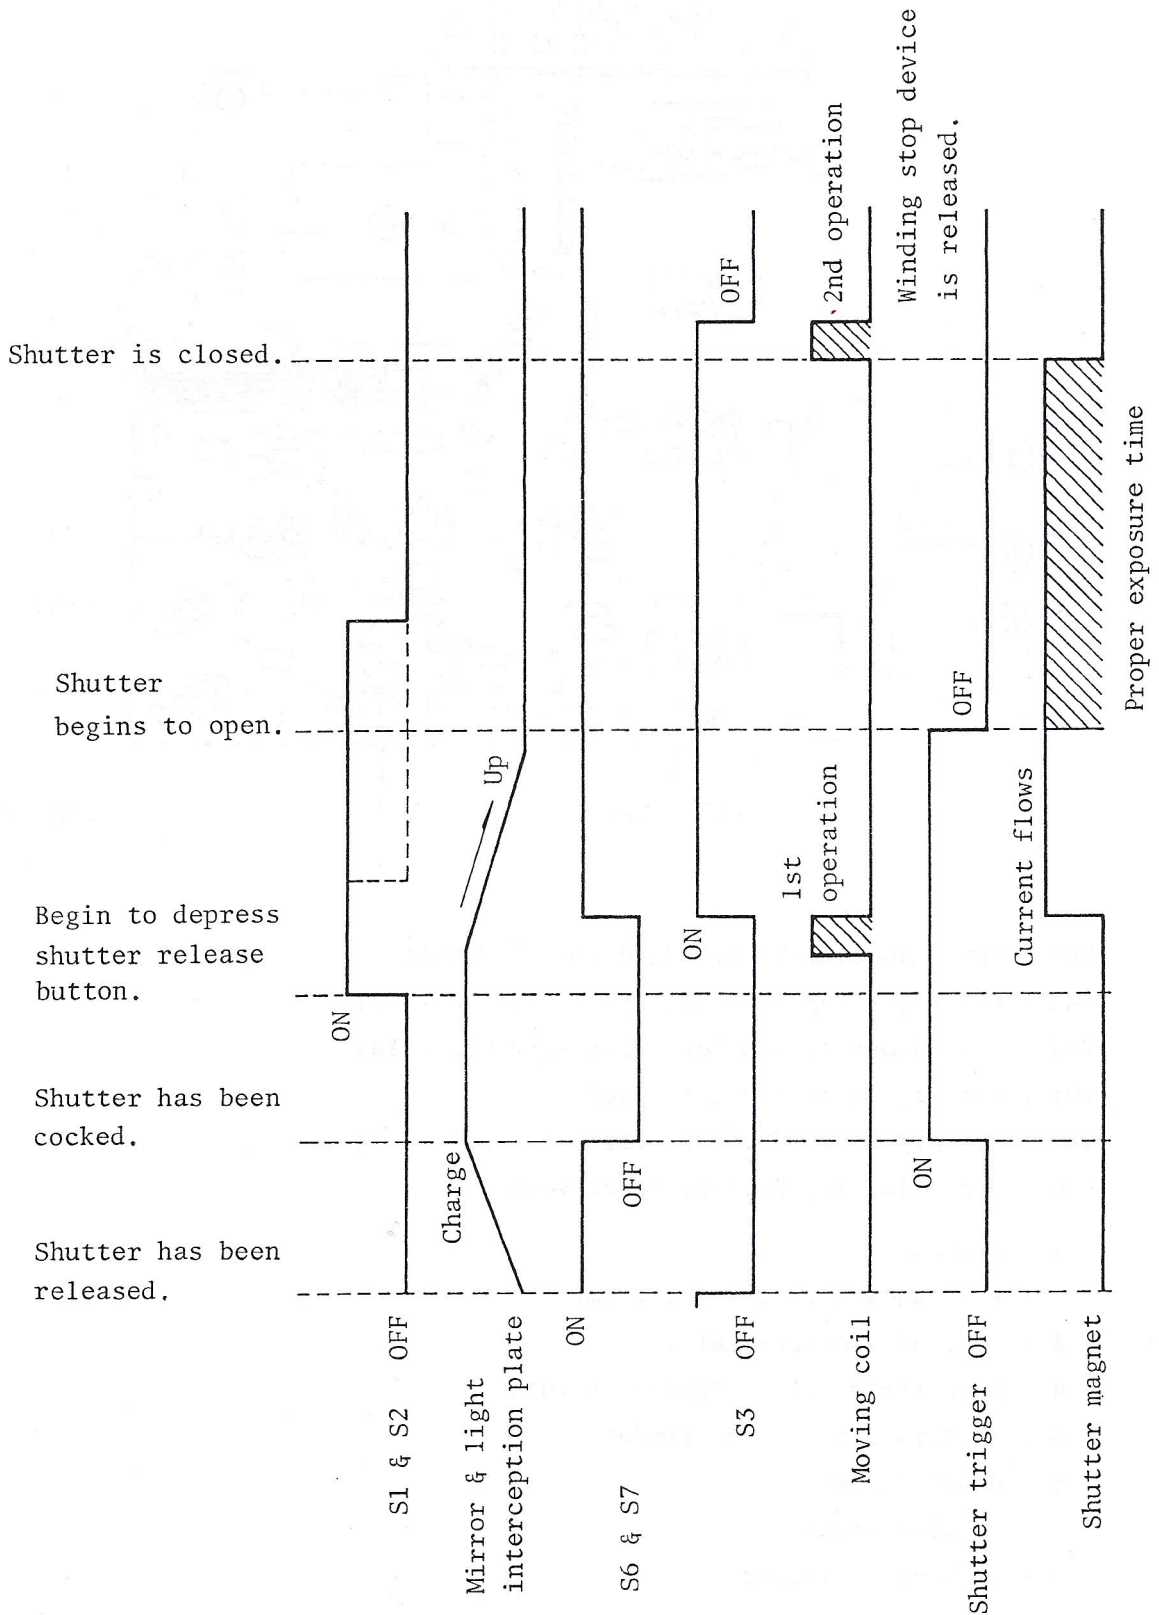 Shutter is closed.
Shutter
begins to open.
Begin to depress
shutter release
button.
Shutter has been
cocked.
Shutter has been
released.
S1 & S2 OFF
ON
Mirror & light
interception plate
Charge
Up
S6 & S7
ON
OFF
S3
OFF
ON
OFF
Moving coil
1st
operation
2nd operation
Winding stop device
is released.
Shutter trigger OFF
ON
OFF
Shutter magnet
Current flows
Proper exposure time